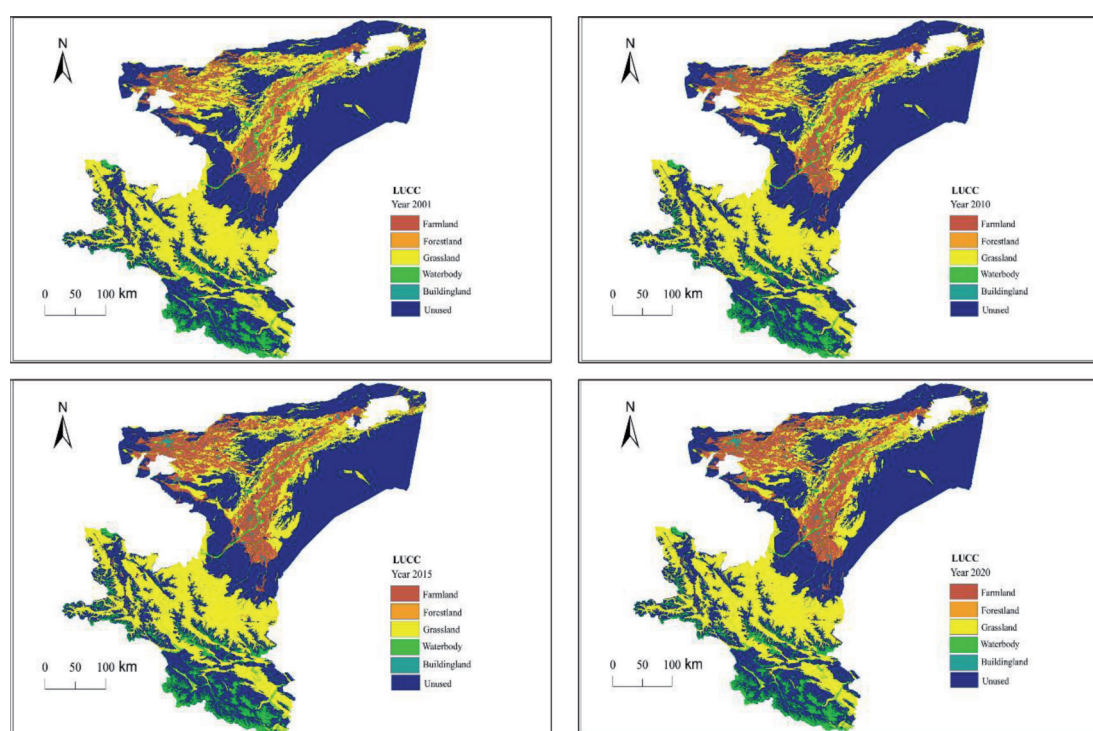 N
LUCC
Year 2001
Farmland
Forestland
Grassland
Waterbody
Buildingland
Unused
0 50 100 km
N
LUCC
Year 2010
Farmland
Forestland
Grassland
Waterbody
Buildingland
Unused
0 50 100 km
N
LUCC
Year 2015
Farmland
Forestland
Grassland
Waterbody
Buildingland
Unused
0 50 100 km
N
LUCC
Year 2020
Farmland
Forestland
Grassland
Waterbody
Buildingland
Unused
0 50 100 km